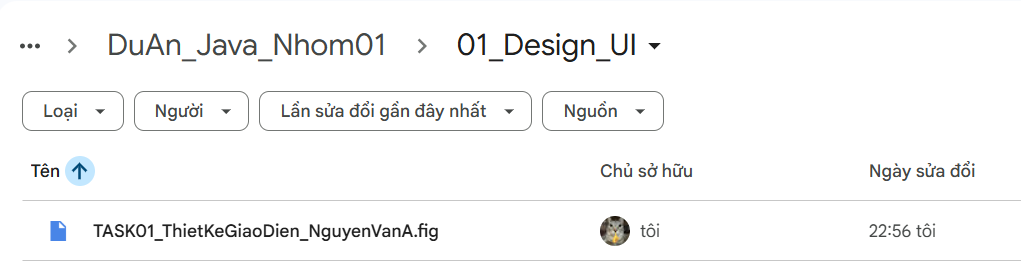 ... > DuAn_Java_Nhom01 > 01_Design_UI
Loại Người Lần sửa đổi gần đây nhất Nguồn
Tên Chủ sở hữu Ngày sửa đổi
TASK01_ThietKeGiaoDien_NguyenVanA.fig tôi 22:56 tôi